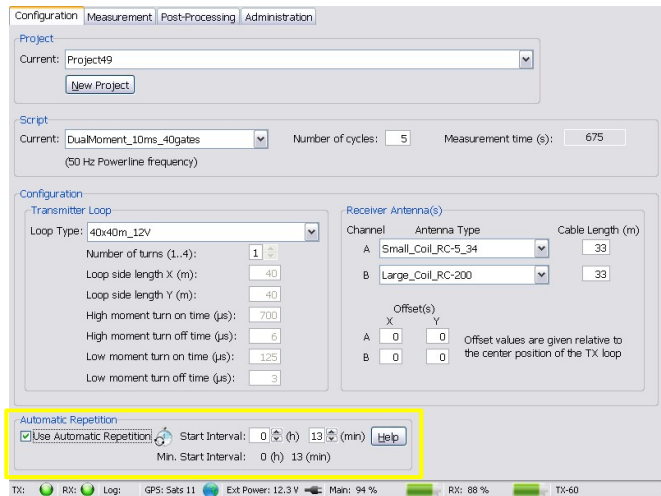 Configuration Measurement Post-Processing Administration
Project
Current: Project49
New Project
Script
Current: DualMoment_10ms_40gates Number of cycles: 5 Measurement time (s): 675
(50 Hz Powerline frequency)
Configuration
Transmitter Loop
Loop Type: 40x40m_12V
Number of turns (1..4): 1
Loop side length X (m): 40
Loop side length Y (m): 40
High moment turn on time (µs): 700
High moment turn off time (µs): 6
Low moment turn on time (µs): 125
Low moment turn off time (µs): 3
Receiver Antenna(s)
Channel Antenna Type Cable Length (m)
A Small_Coil_RC-5_34 33
B Large_Coil_RC-200 33
Offset(s)
X Y
A 0 0 Offset values are given relative to
B 0 0 the center position of the TX loop
Automatic Repetition
Use Automatic Repetition Start Interval: 0 (h) 13 (min) Help
Min. Start Interval: 0 (h) 13 (min)
TX: RX: Log: GPS: Sats 11 Ext Power: 12.3 V Main: 94 % RX: 88 % TX-60